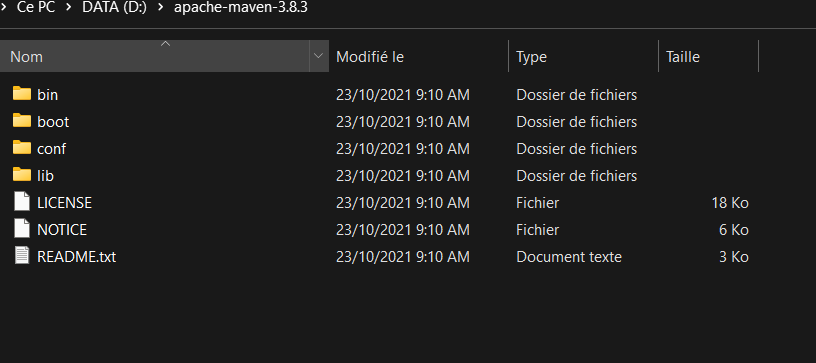 Ce PC > DATA (D:) > apache-maven-3.8.3
Nom Modifié le Type Taille
bin 23/10/2021 9:10 AM Dossier de fichiers
boot 23/10/2021 9:10 AM Dossier de fichiers
conf 23/10/2021 9:10 AM Dossier de fichiers
lib 23/10/2021 9:10 AM Dossier de fichiers
LICENSE 23/10/2021 9:10 AM Fichier 18 Ko
NOTICE 23/10/2021 9:10 AM Fichier 6 Ko
README.txt 23/10/2021 9:10 AM Document texte 3 Ko